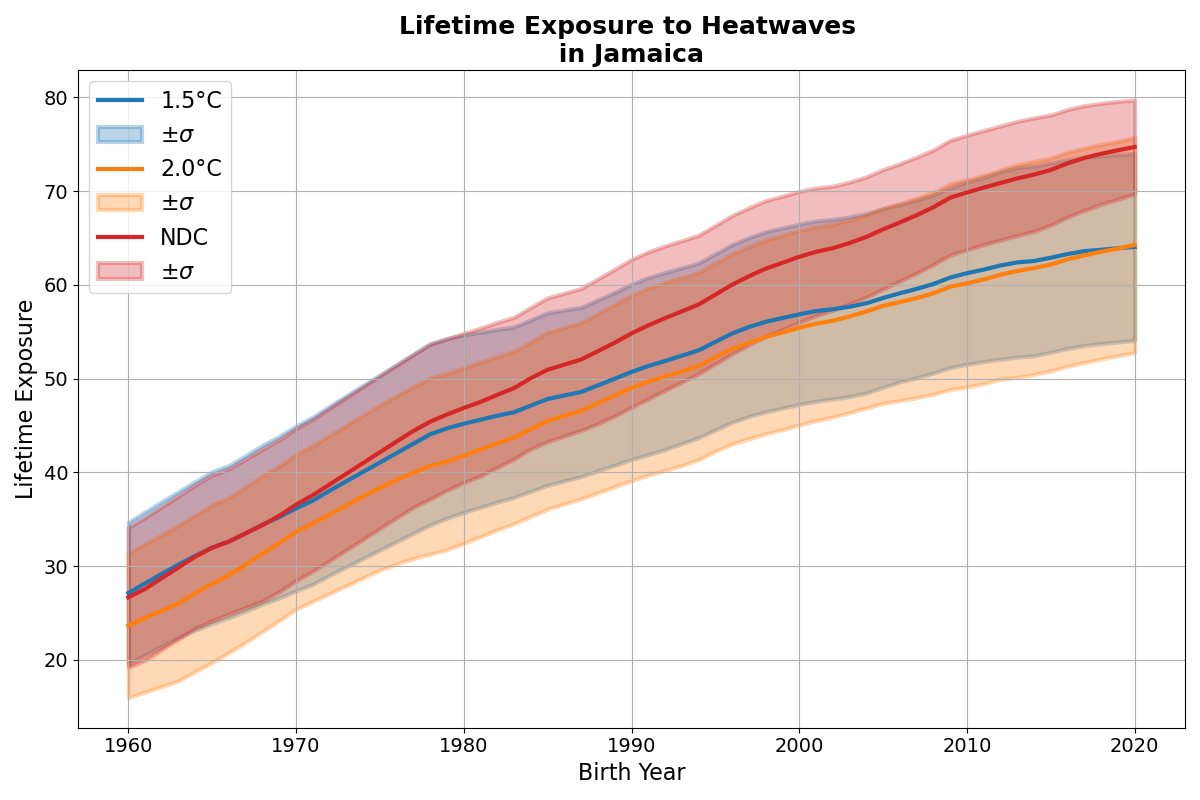 Lifetime Exposure to Heatwaves
in Jamaica
1.5°C
±σ
2.0°C
±σ
NDC
±σ
Lifetime Exposure
80
70
60
50
40
30
20
1960 1970 1980 1990 2000 2010 2020
Birth Year